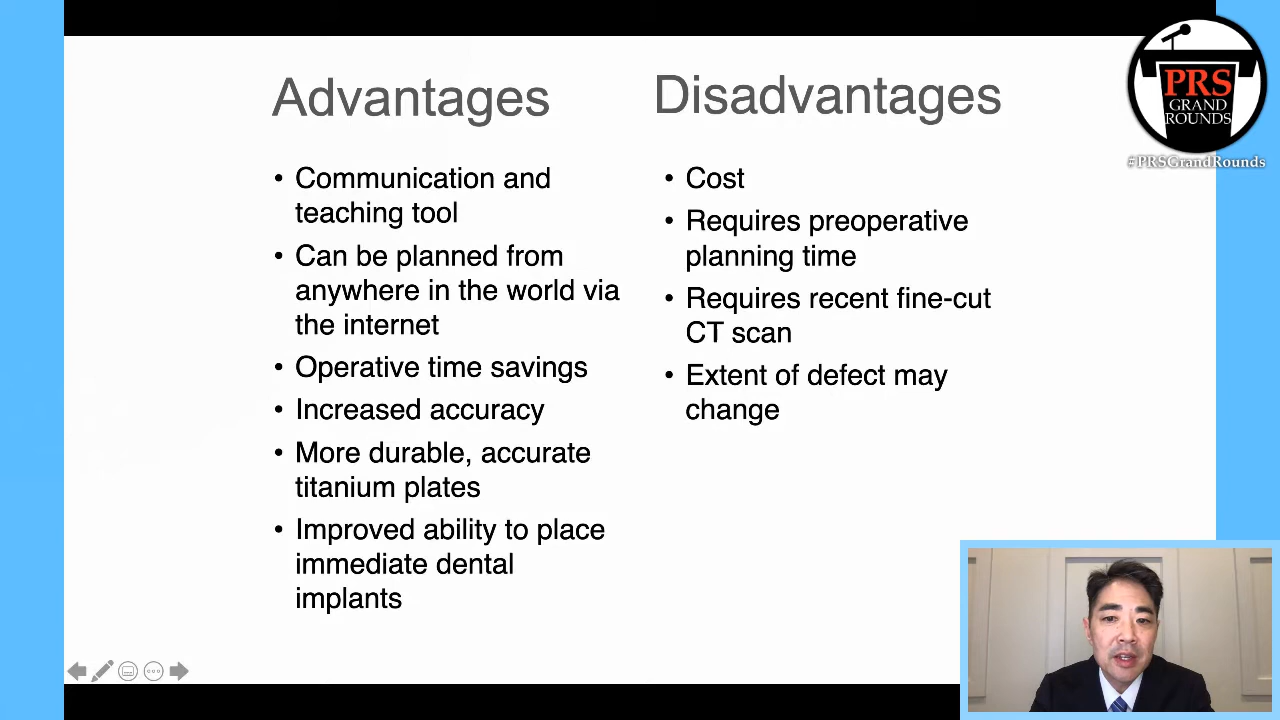 Advantages
• Communication and
teaching tool
• Can be planned from
anywhere in the world via
the internet
• Operative time savings
• Increased accuracy
• More durable, accurate
titanium plates
• Improved ability to place
immediate dental
implants
Disadvantages
• Cost
• Requires preoperative
planning time
• Requires recent fine-cut
CT scan
• Extent of defect may
change
PRS
GRAND
ROUNDS
#PRSGrandRounds